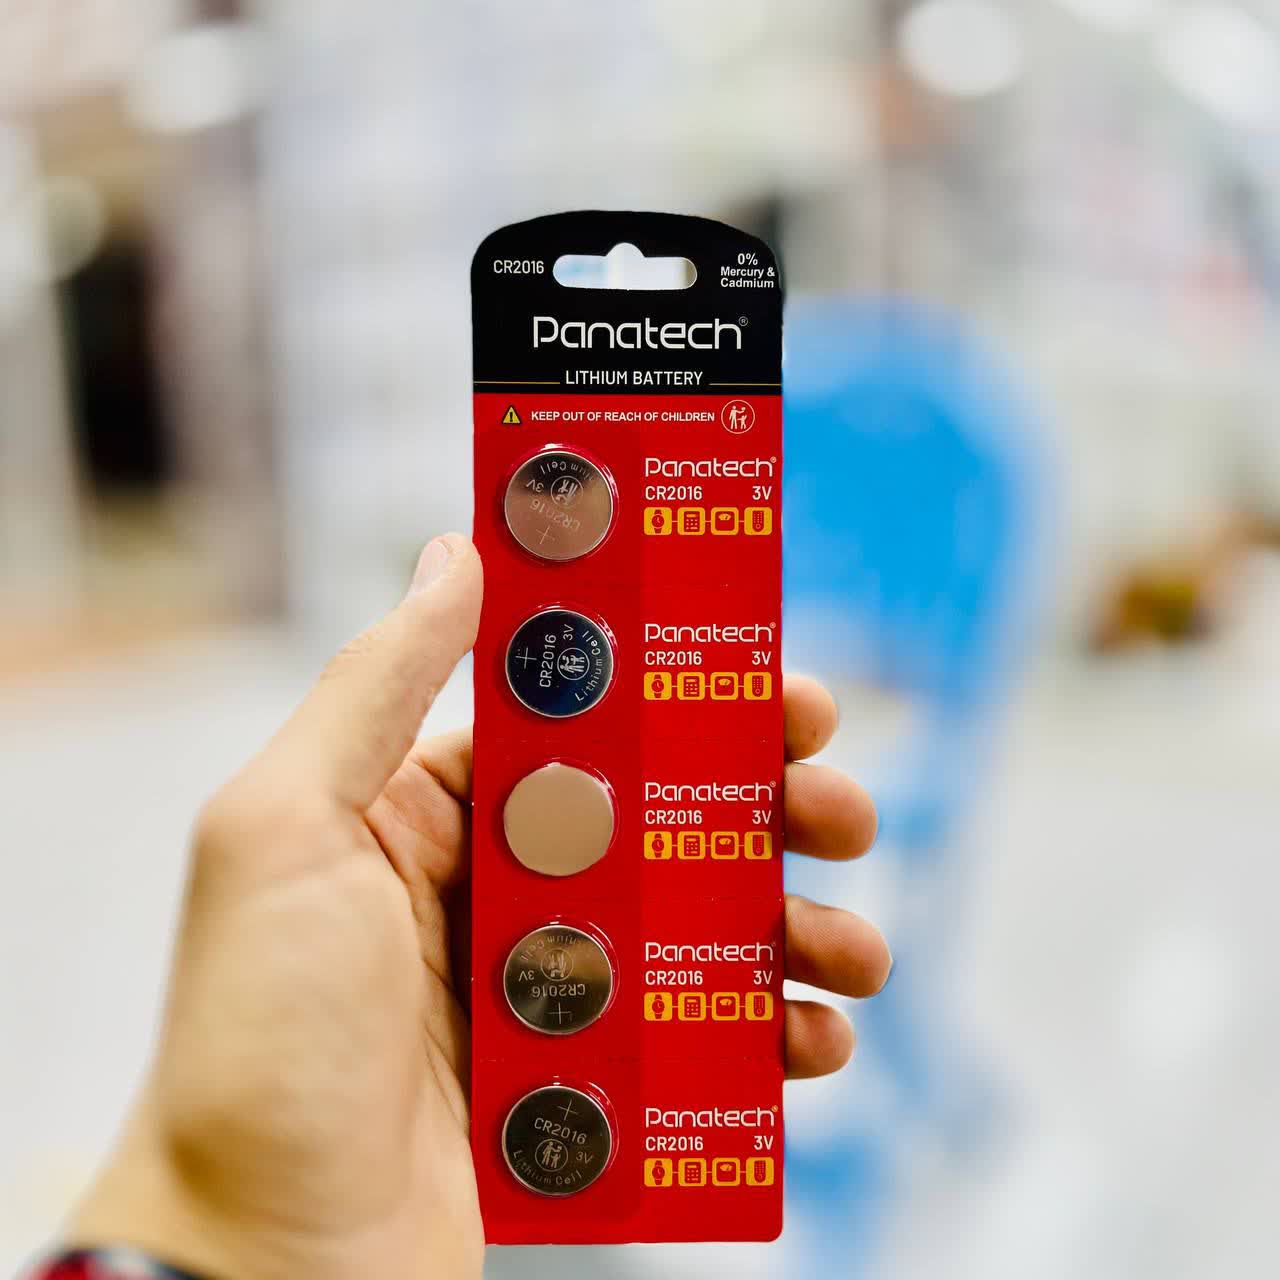 CR2016
0%
Mercury &
Cadmium
Panatech®
LITHIUM BATTERY
KEEP OUT OF REACH OF CHILDREN
Panatech®
CR2016 3V
Lithium Cell
3V
CR2016
+
Panatech®
CR2016 3V
+
CR2016
3V
Lithium Cell
Panatech®
CR2016 3V
Panatech®
CR2016 3V
Lithium Cell
3V
CR2016
+
Panatech®
CR2016 3V
+
CR2016
3V
Lithium Cell